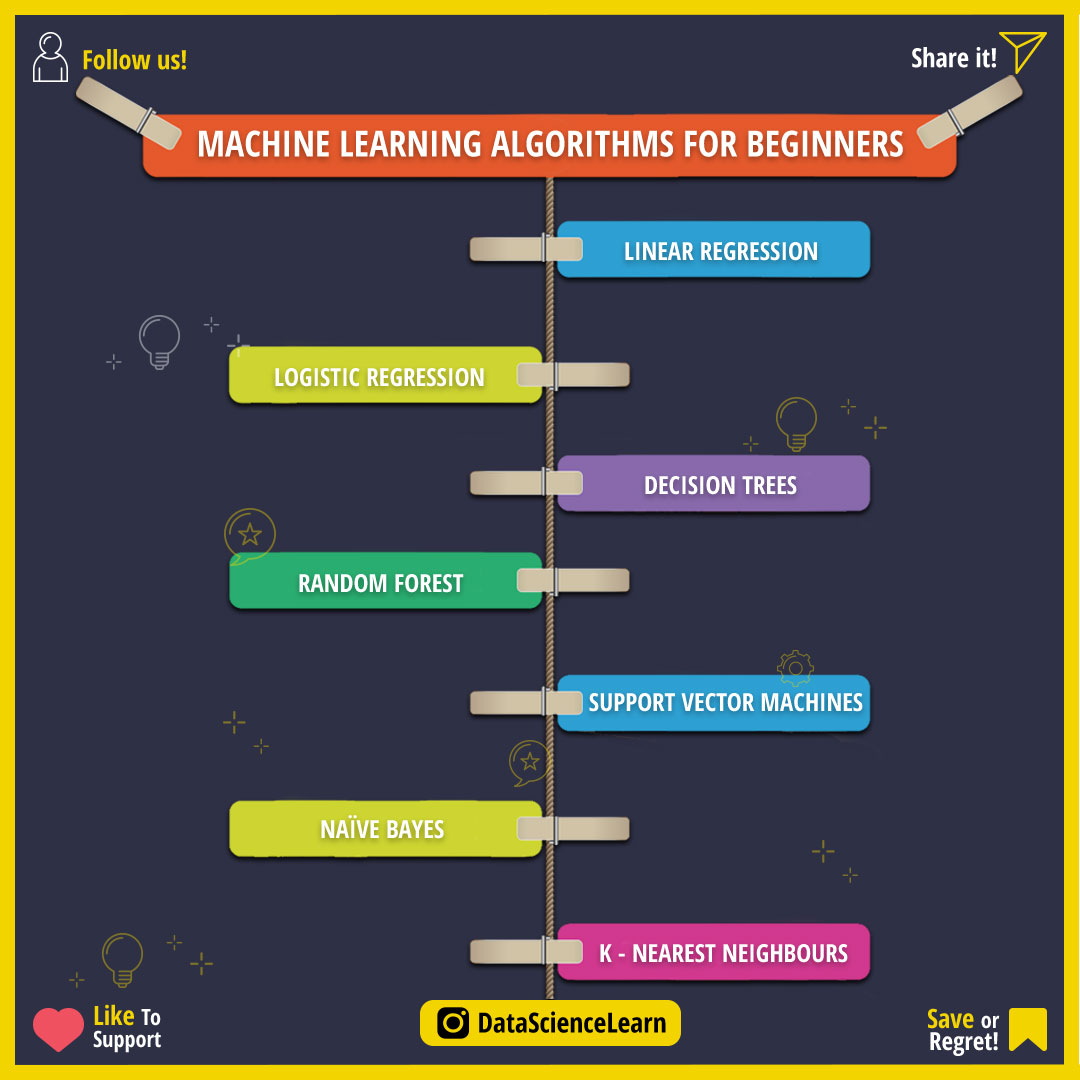 Follow us!
Share it!
MACHINE LEARNING ALGORITHMS FOR BEGINNERS
LINEAR REGRESSION
LOGISTIC REGRESSION
DECISION TREES
RANDOM FOREST
SUPPORT VECTOR MACHINES
NAÏVE BAYES
K - NEAREST NEIGHBOURS
Like To
Support
DataScienceLearn
Save or
Regret!